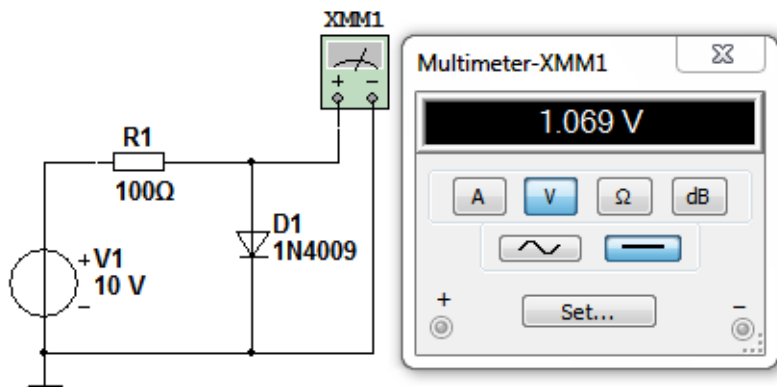 XMM1
+ −
R1
100Ω
D1
1N4009
+ V1
10 V
−
Multimeter-XMM1
1.069 V
A V Ω dB
+ −
Set...